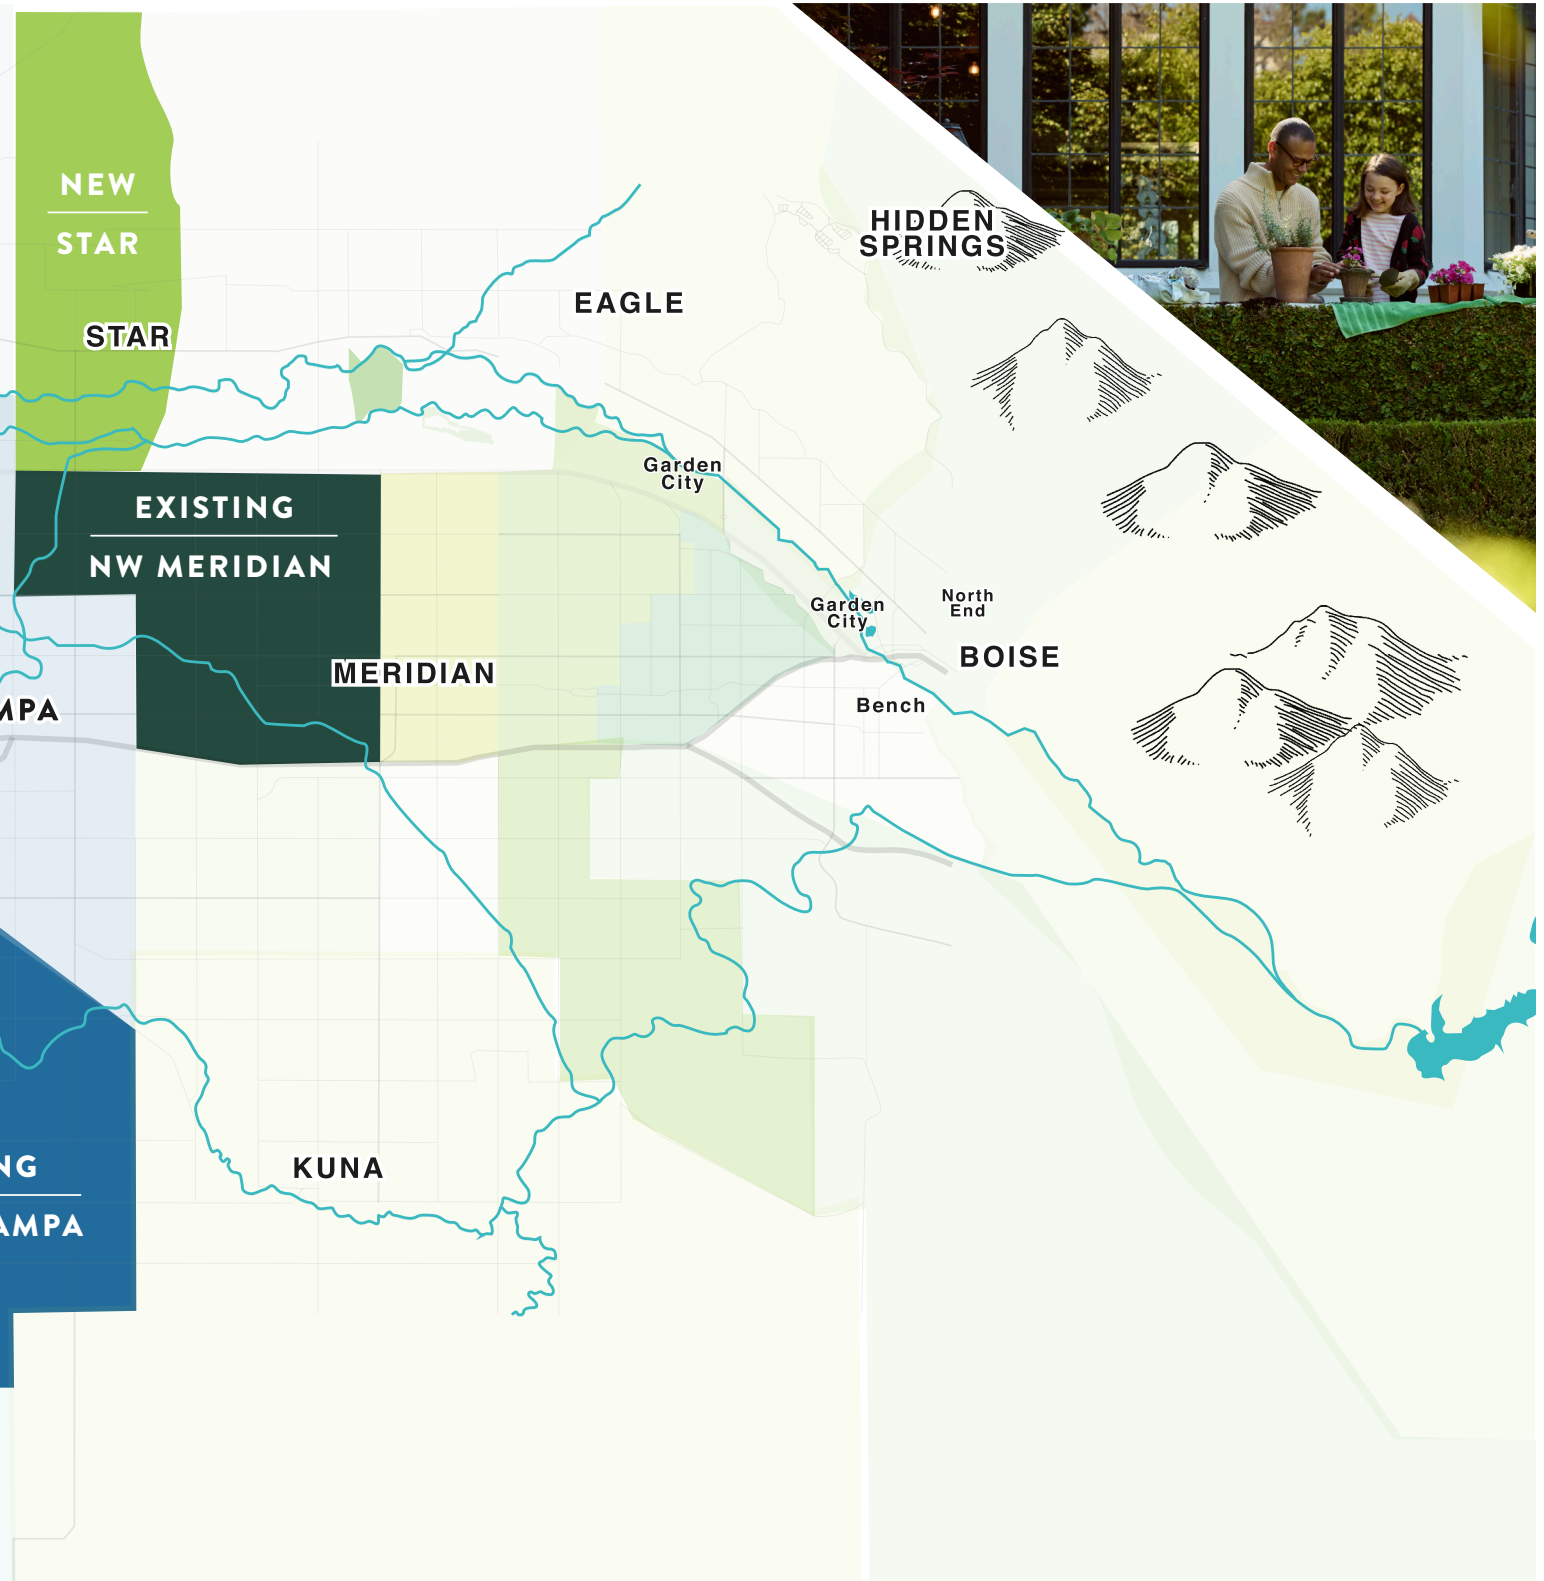 NEW
STAR
HIDDEN
SPRINGS
EAGLE
STAR
Garden
City
EXISTING
NW MERIDIAN
North
End
Garden
City
BOISE
MERIDIAN
Bench
MPA
NG
AMPA
KUNA